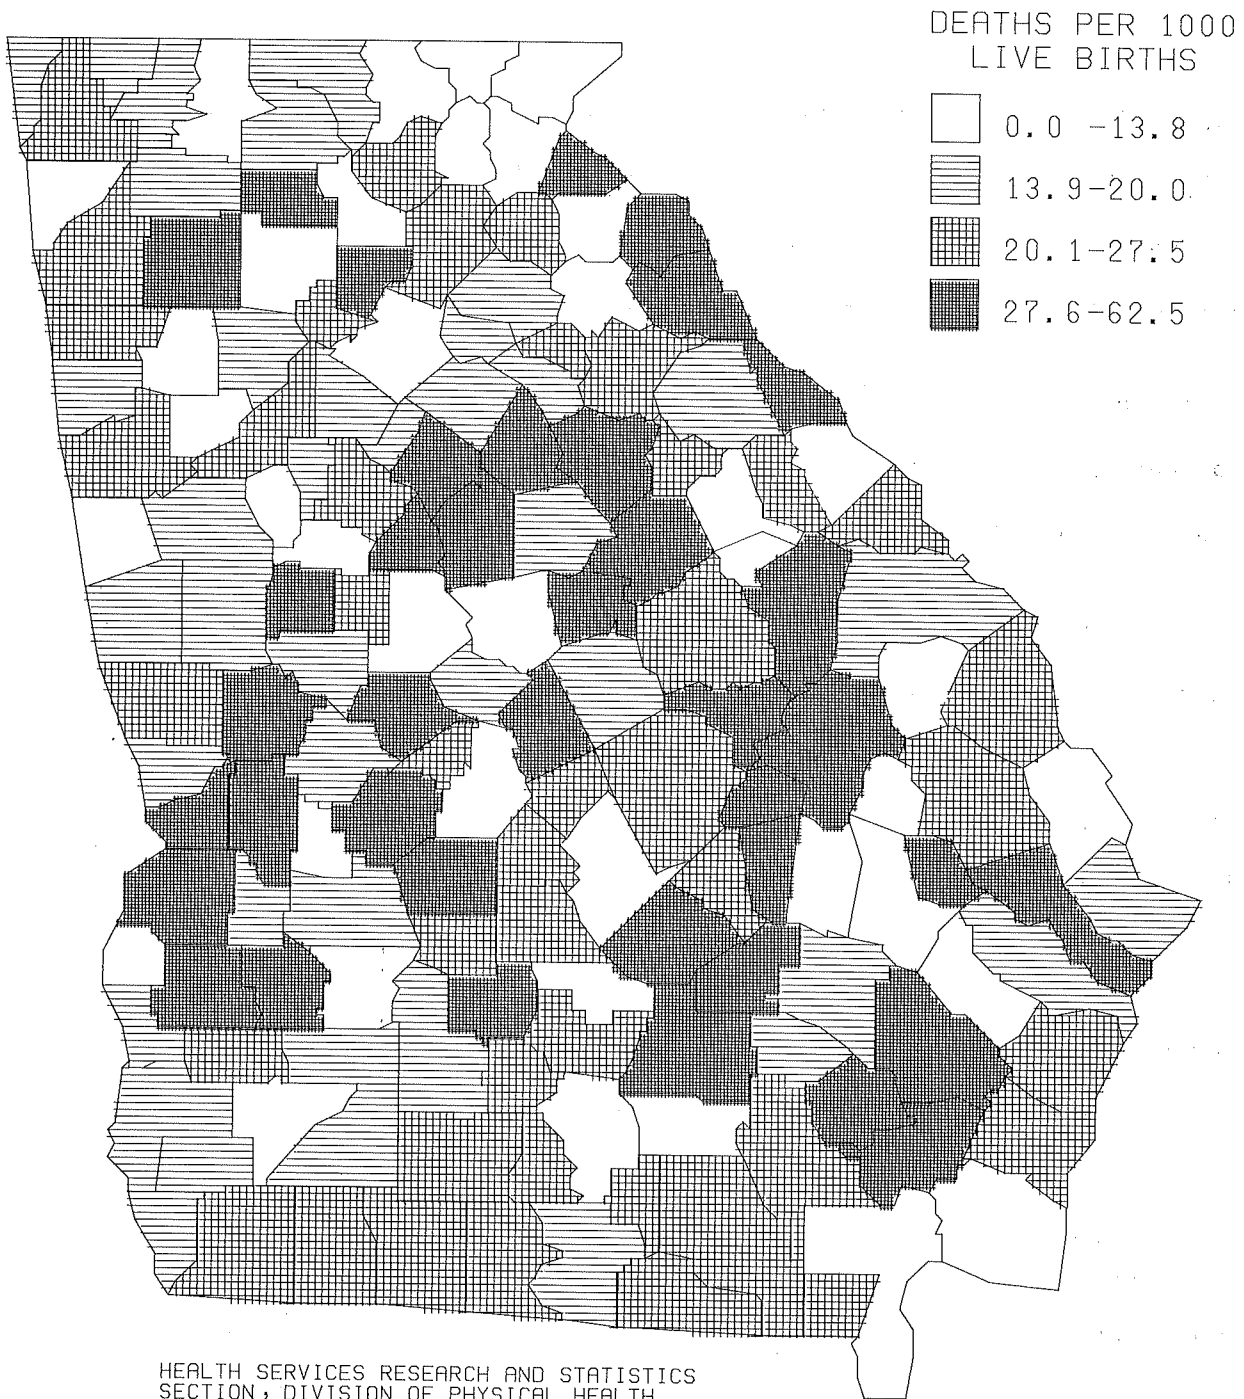 DEATHS PER 1000
LIVE BIRTHS
0.0 -13.8
13.9-20.0
20.1-27.5
27.6-62.5
HEALTH SERVICES RESEARCH AND STATISTICS
SECTION, DIVISION OF PHYSICAL HEALTH